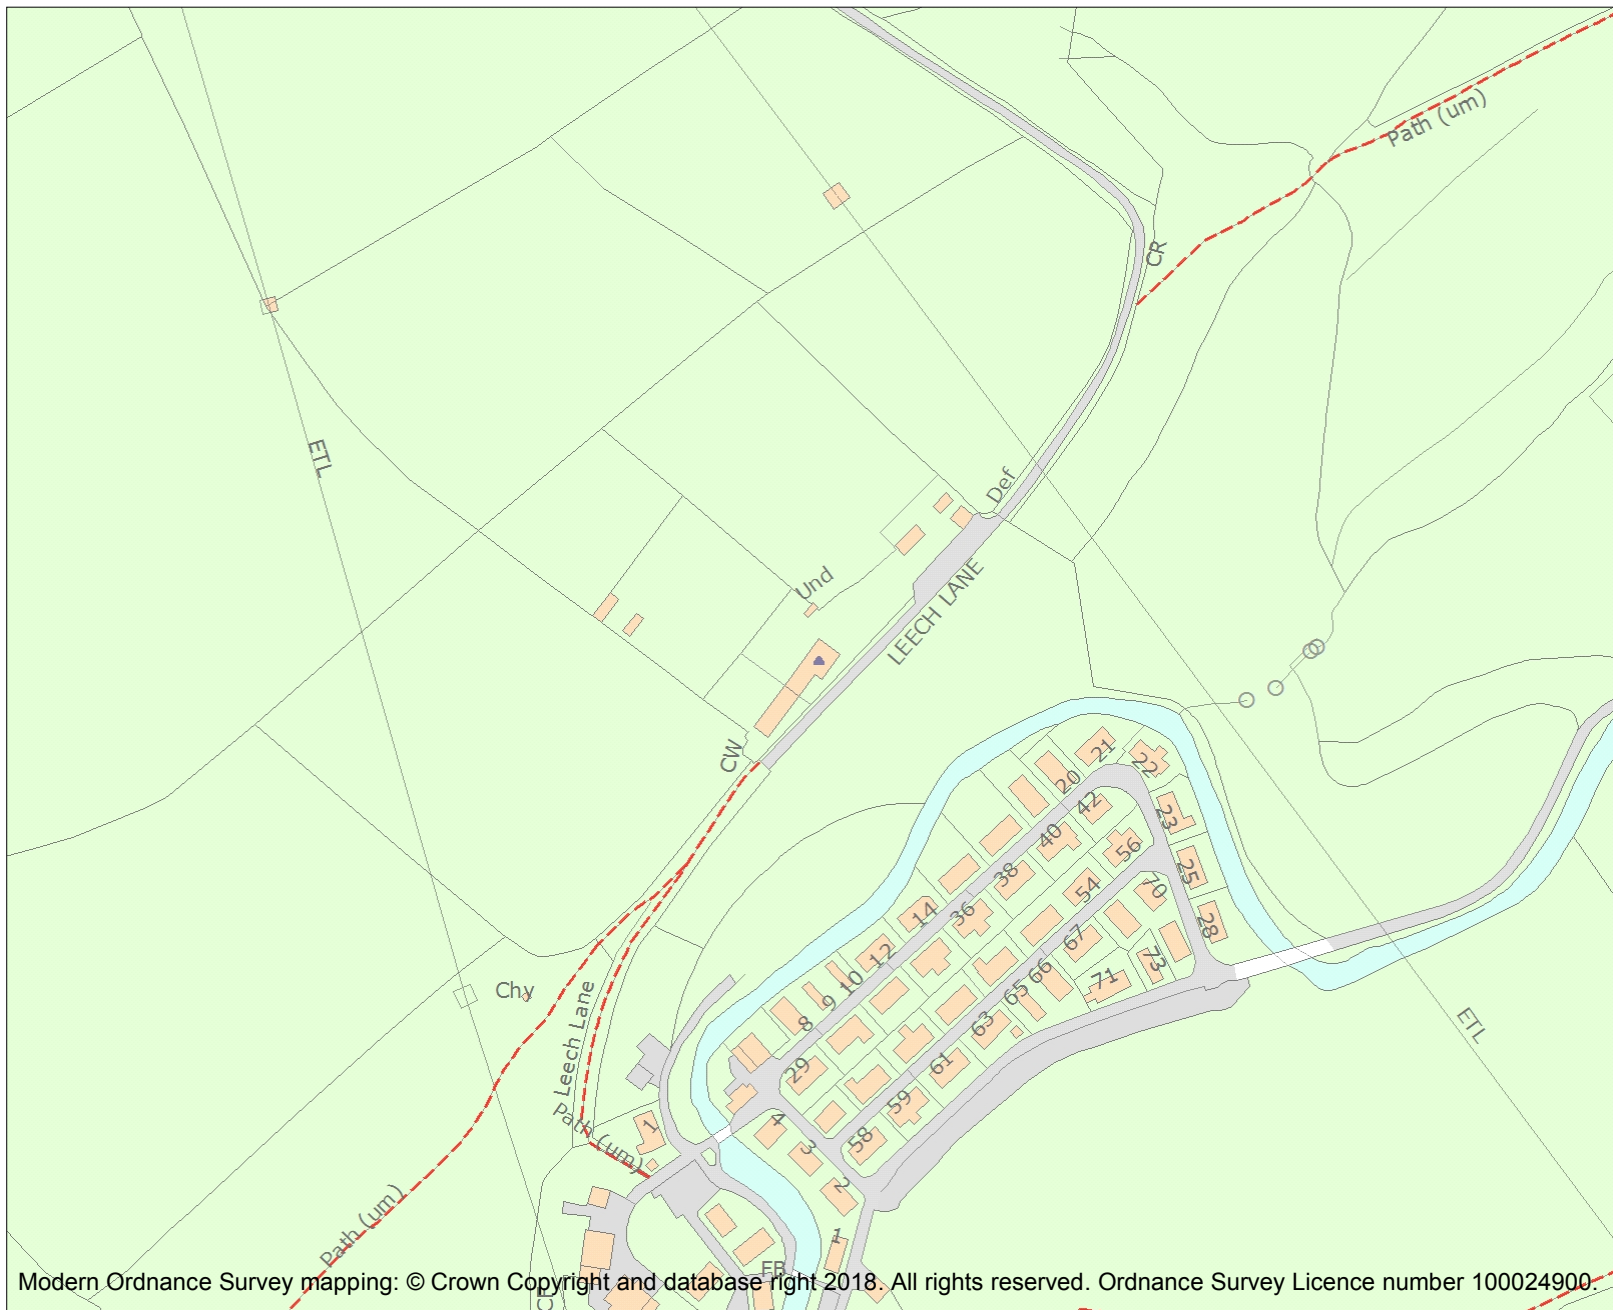 Path (um)
CR
ETL
Def
Und
LEECH LANE
CW
21
22
20
42
23
40
56
25
38
54
70
14
36
28
12
67
73
10
66
71
9
65
8
63
Chy
Leech Lane
ETL
29
61
59
Path (um)
1
4
3
58
2
Path (um)
1
FB
Modern Ordnance Survey mapping: © Crown Copyright and database right 2018. All rights reserved. Ordnance Survey Licence number 100024900.